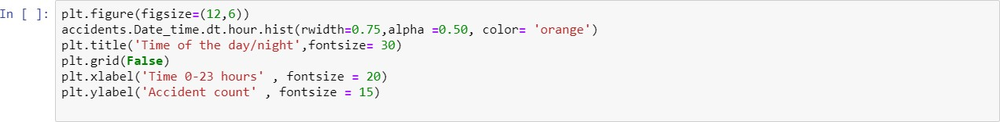 In [ ]: plt.figure(figsize=(12,6))
accidents.Date_time.dt.hour.hist(rwidth=0.75,alpha =0.50, color= 'orange')
plt.title('Time of the day/night',fontsize= 30)
plt.grid(False)
plt.xlabel('Time 0-23 hours' , fontsize = 20)
plt.ylabel('Accident count' , fontsize = 15)